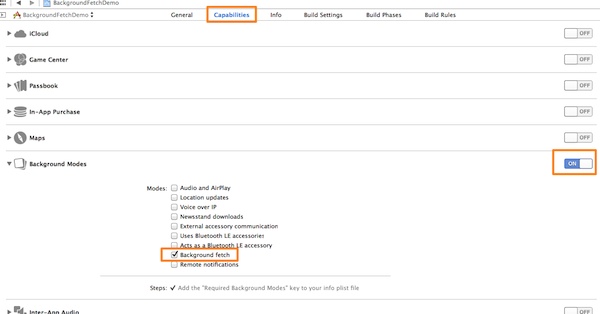 BackgroundFetchDemo
BackgroundFetchDemo General Capabilities Info Build Settings Build Phases Build Rules
iCloud OFF
Game Center OFF
Passbook OFF
In-App Purchase OFF
Maps OFF
Background Modes ON
Modes: Audio and AirPlay
Location updates
Voice over IP
Newsstand downloads
External accessory communication
Uses Bluetooth LE accessories
Acts as a Bluetooth LE accessory
Background fetch
Remote notifications
Steps: ✓ Add the "Required Background Modes" key to your info plist file
Inter-App Audio OFF